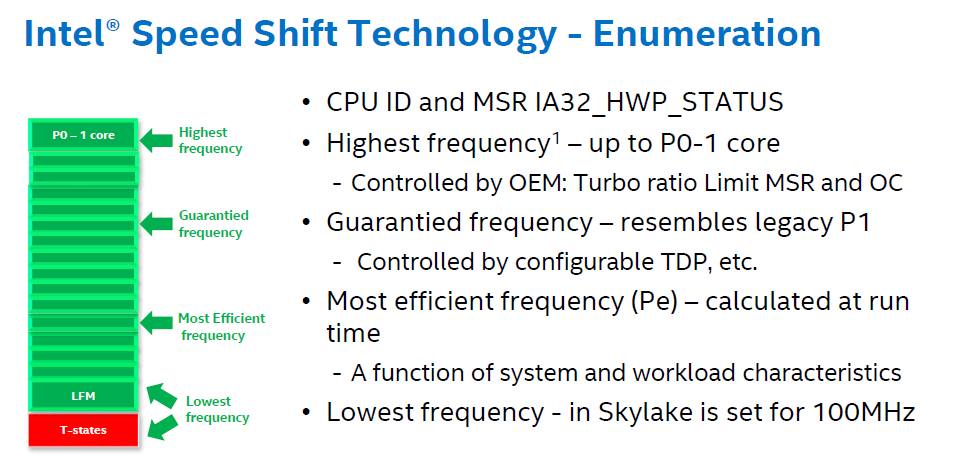 Intel® Speed Shift Technology - Enumeration
P0 – 1 core
Highest
frequency
Guarantied
frequency
Most Efficient
frequency
LFM
Lowest
frequency
T-states
• CPU ID and MSR IA32_HWP_STATUS
• Highest frequency¹ – up to P0-1 core
- Controlled by OEM: Turbo ratio Limit MSR and OC
• Guarantied frequency – resembles legacy P1
- Controlled by configurable TDP, etc.
• Most efficient frequency (Pe) – calculated at run
time
- A function of system and workload characteristics
• Lowest frequency - in Skylake is set for 100MHz